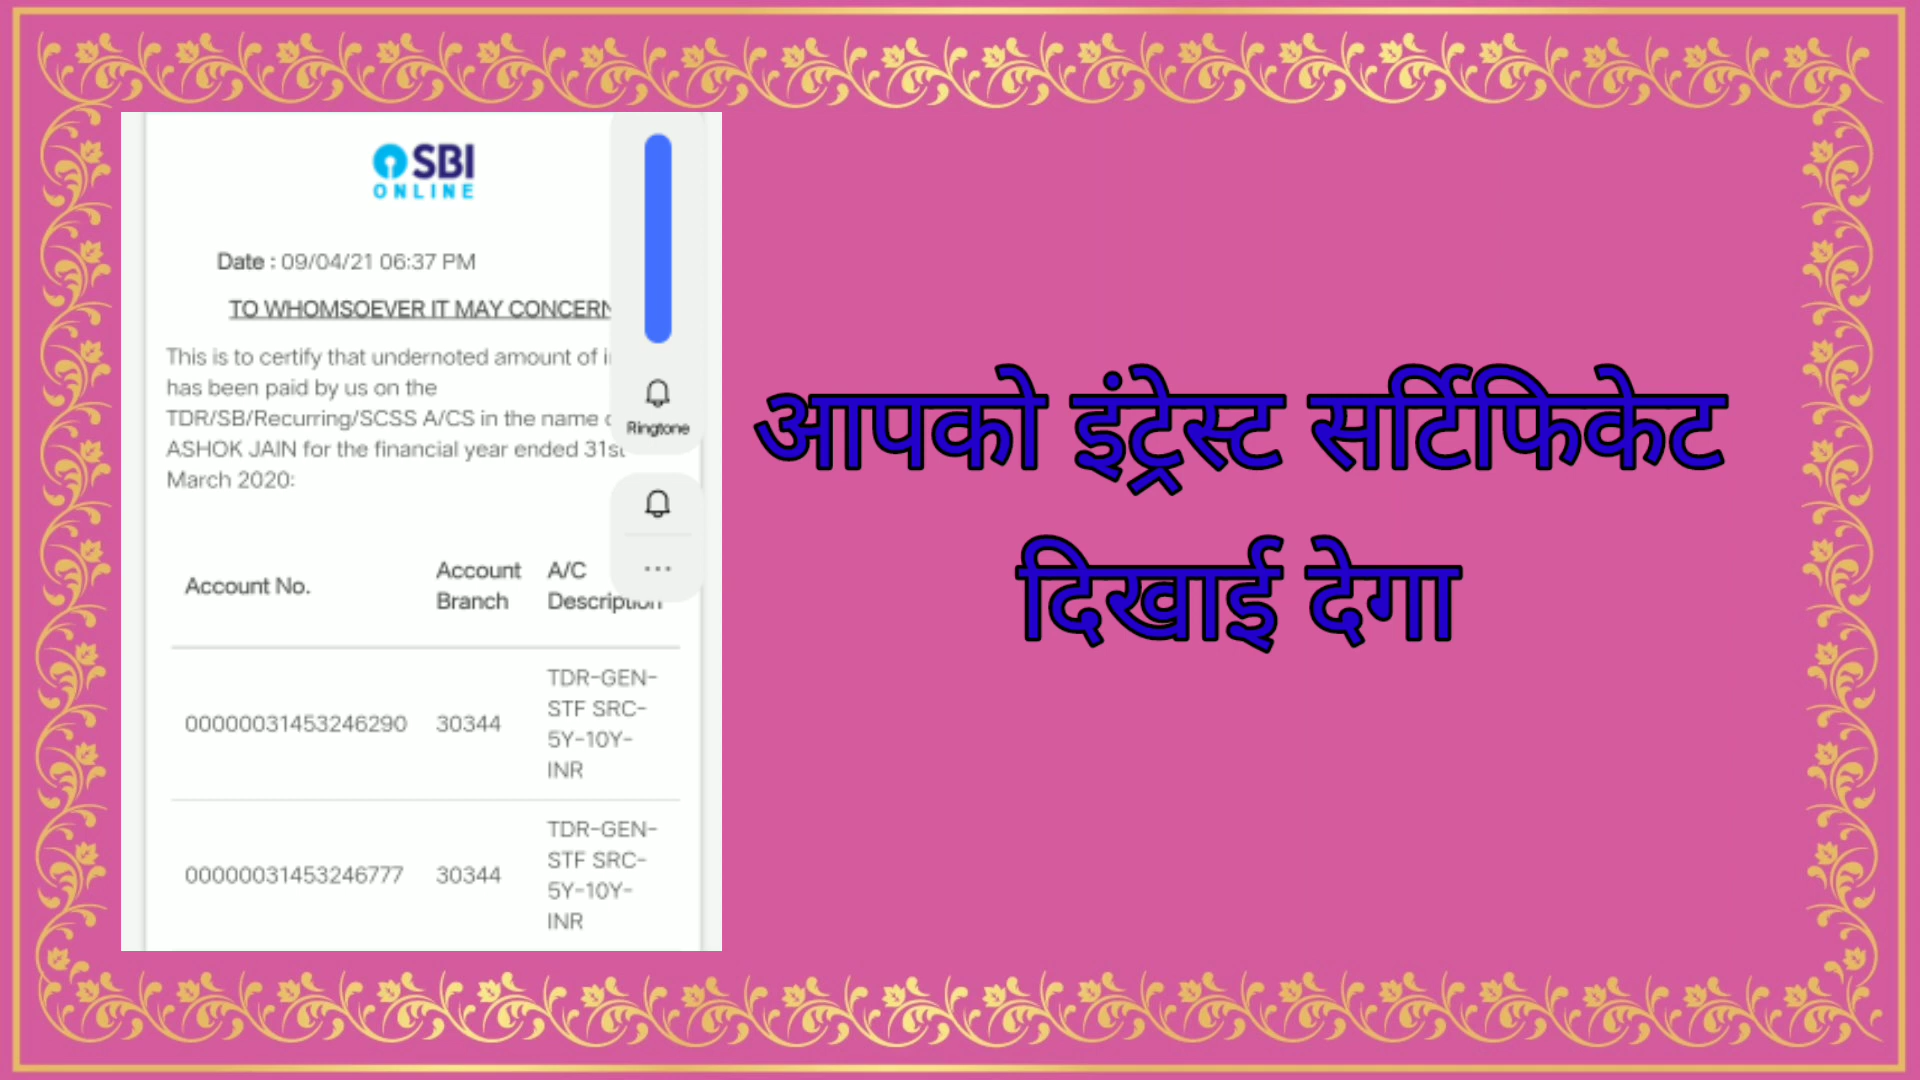 SBI
ONLINE
Date : 09/04/21 06:37 PM
TO WHOMSOEVER IT MAY CONCERN
This is to certify that undernoted amount of
has been paid by us on the
TDR/SB/Recurring/SCSS A/CS in the name
ASHOK JAIN for the financial year ended 31st
March 2020:
Ringtone
Account No. Account Branch A/C Description
00000031453246290 30344 TDR-GEN-
STF SRC-
5Y-10Y-
INR
00000031453246777 30344 TDR-GEN-
STF SRC-
5Y-10Y-
INR
आपको इंट्रेस्ट सर्टिफिकेट
दिखाई देगा